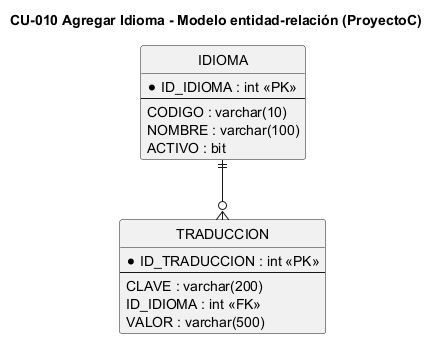 CU-010 Agregar Idioma - Modelo entidad-relación (ProyectoC)
IDIOMA
ID_IDIOMA : int «PK»
CODIGO : varchar(10)
NOMBRE : varchar(100)
ACTIVO : bit
TRADUCCION
ID_TRADUCCION : int «PK»
CLAVE : varchar(200)
ID_IDIOMA : int «FK»
VALOR : varchar(500)